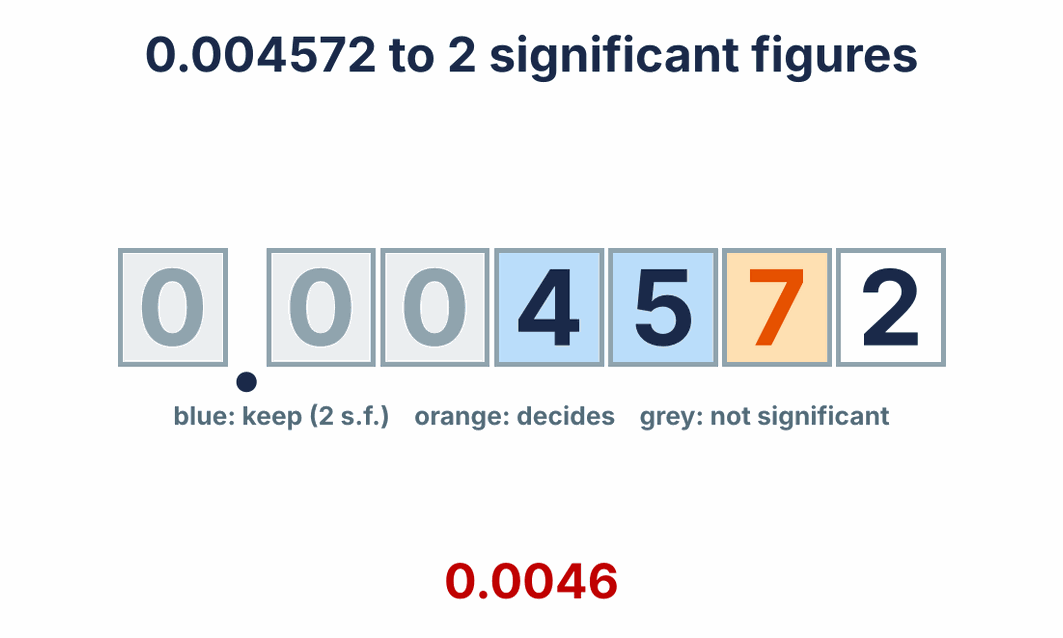 0.004572 to 2 significant figures
0.004572
blue: keep (2 s.f.) orange: decides grey: not significant
0.0046